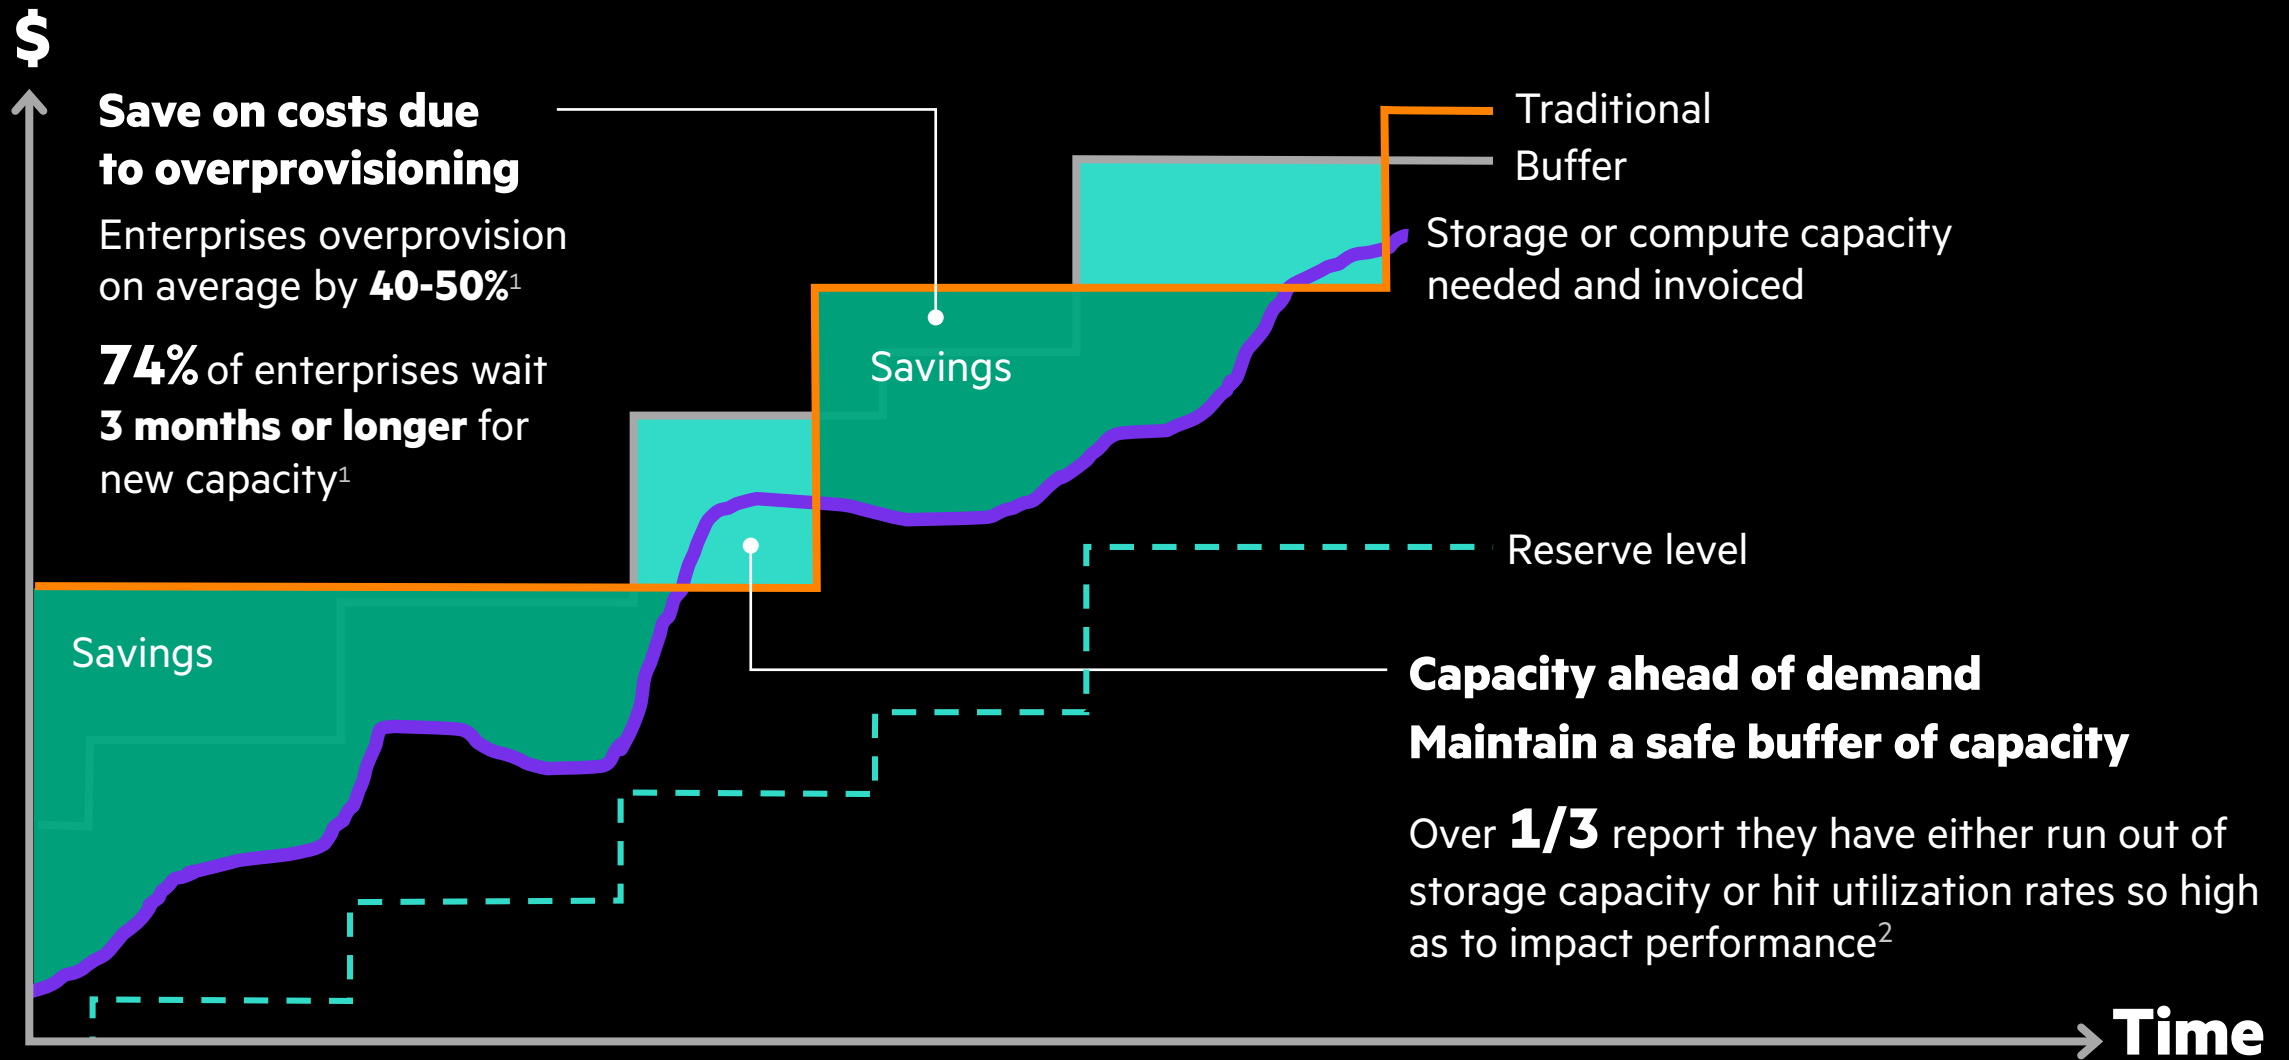 $
Save on costs due
to overprovisioning
Enterprises overprovision
on average by 40-50%¹
74% of enterprises wait
3 months or longer for
new capacity¹
Traditional
Buffer
Storage or compute capacity
needed and invoiced
Savings
Reserve level
Savings
Capacity ahead of demand
Maintain a safe buffer of capacity
Over 1/3 report they have either run out of
storage capacity or hit utilization rates so high
as to impact performance²
Time